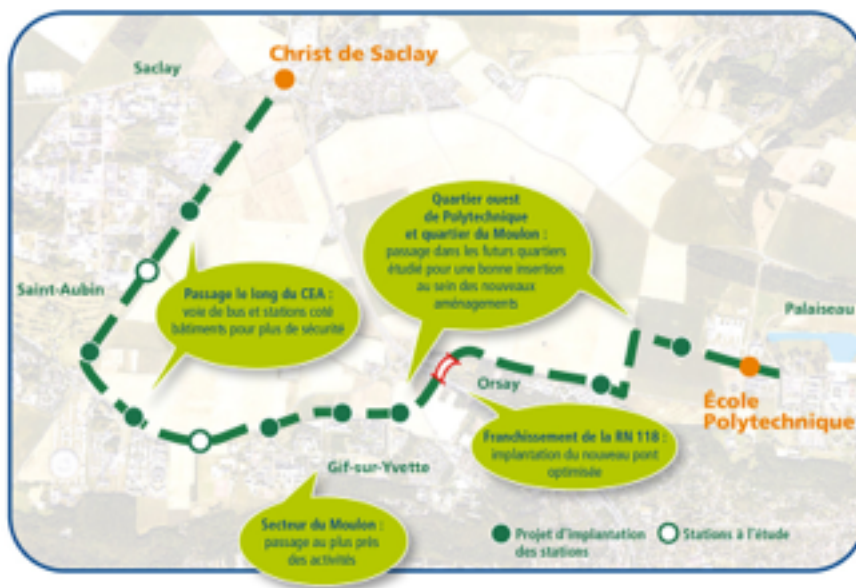 Christ de Saclay
Saclay
Quartier ouest
de Polytechnique
et quartier du Moulon :
passage dans les futurs quartiers
étudié pour une bonne insertion
au sein des nouveaux
aménagements
Saint-Aubin
Passage le long du CEA :
voie de bus et stations coté
bâtiments pour plus de sécurité
Palaiseau
Orsay
École
Polytechnique
Franchissement de la RN 118 :
implantation du nouveau pont
optimisée
Gif-sur-Yvette
Secteur du Moulon :
passage au plus près
des activités
Projet d'implantation
des stations
Stations à l'étude